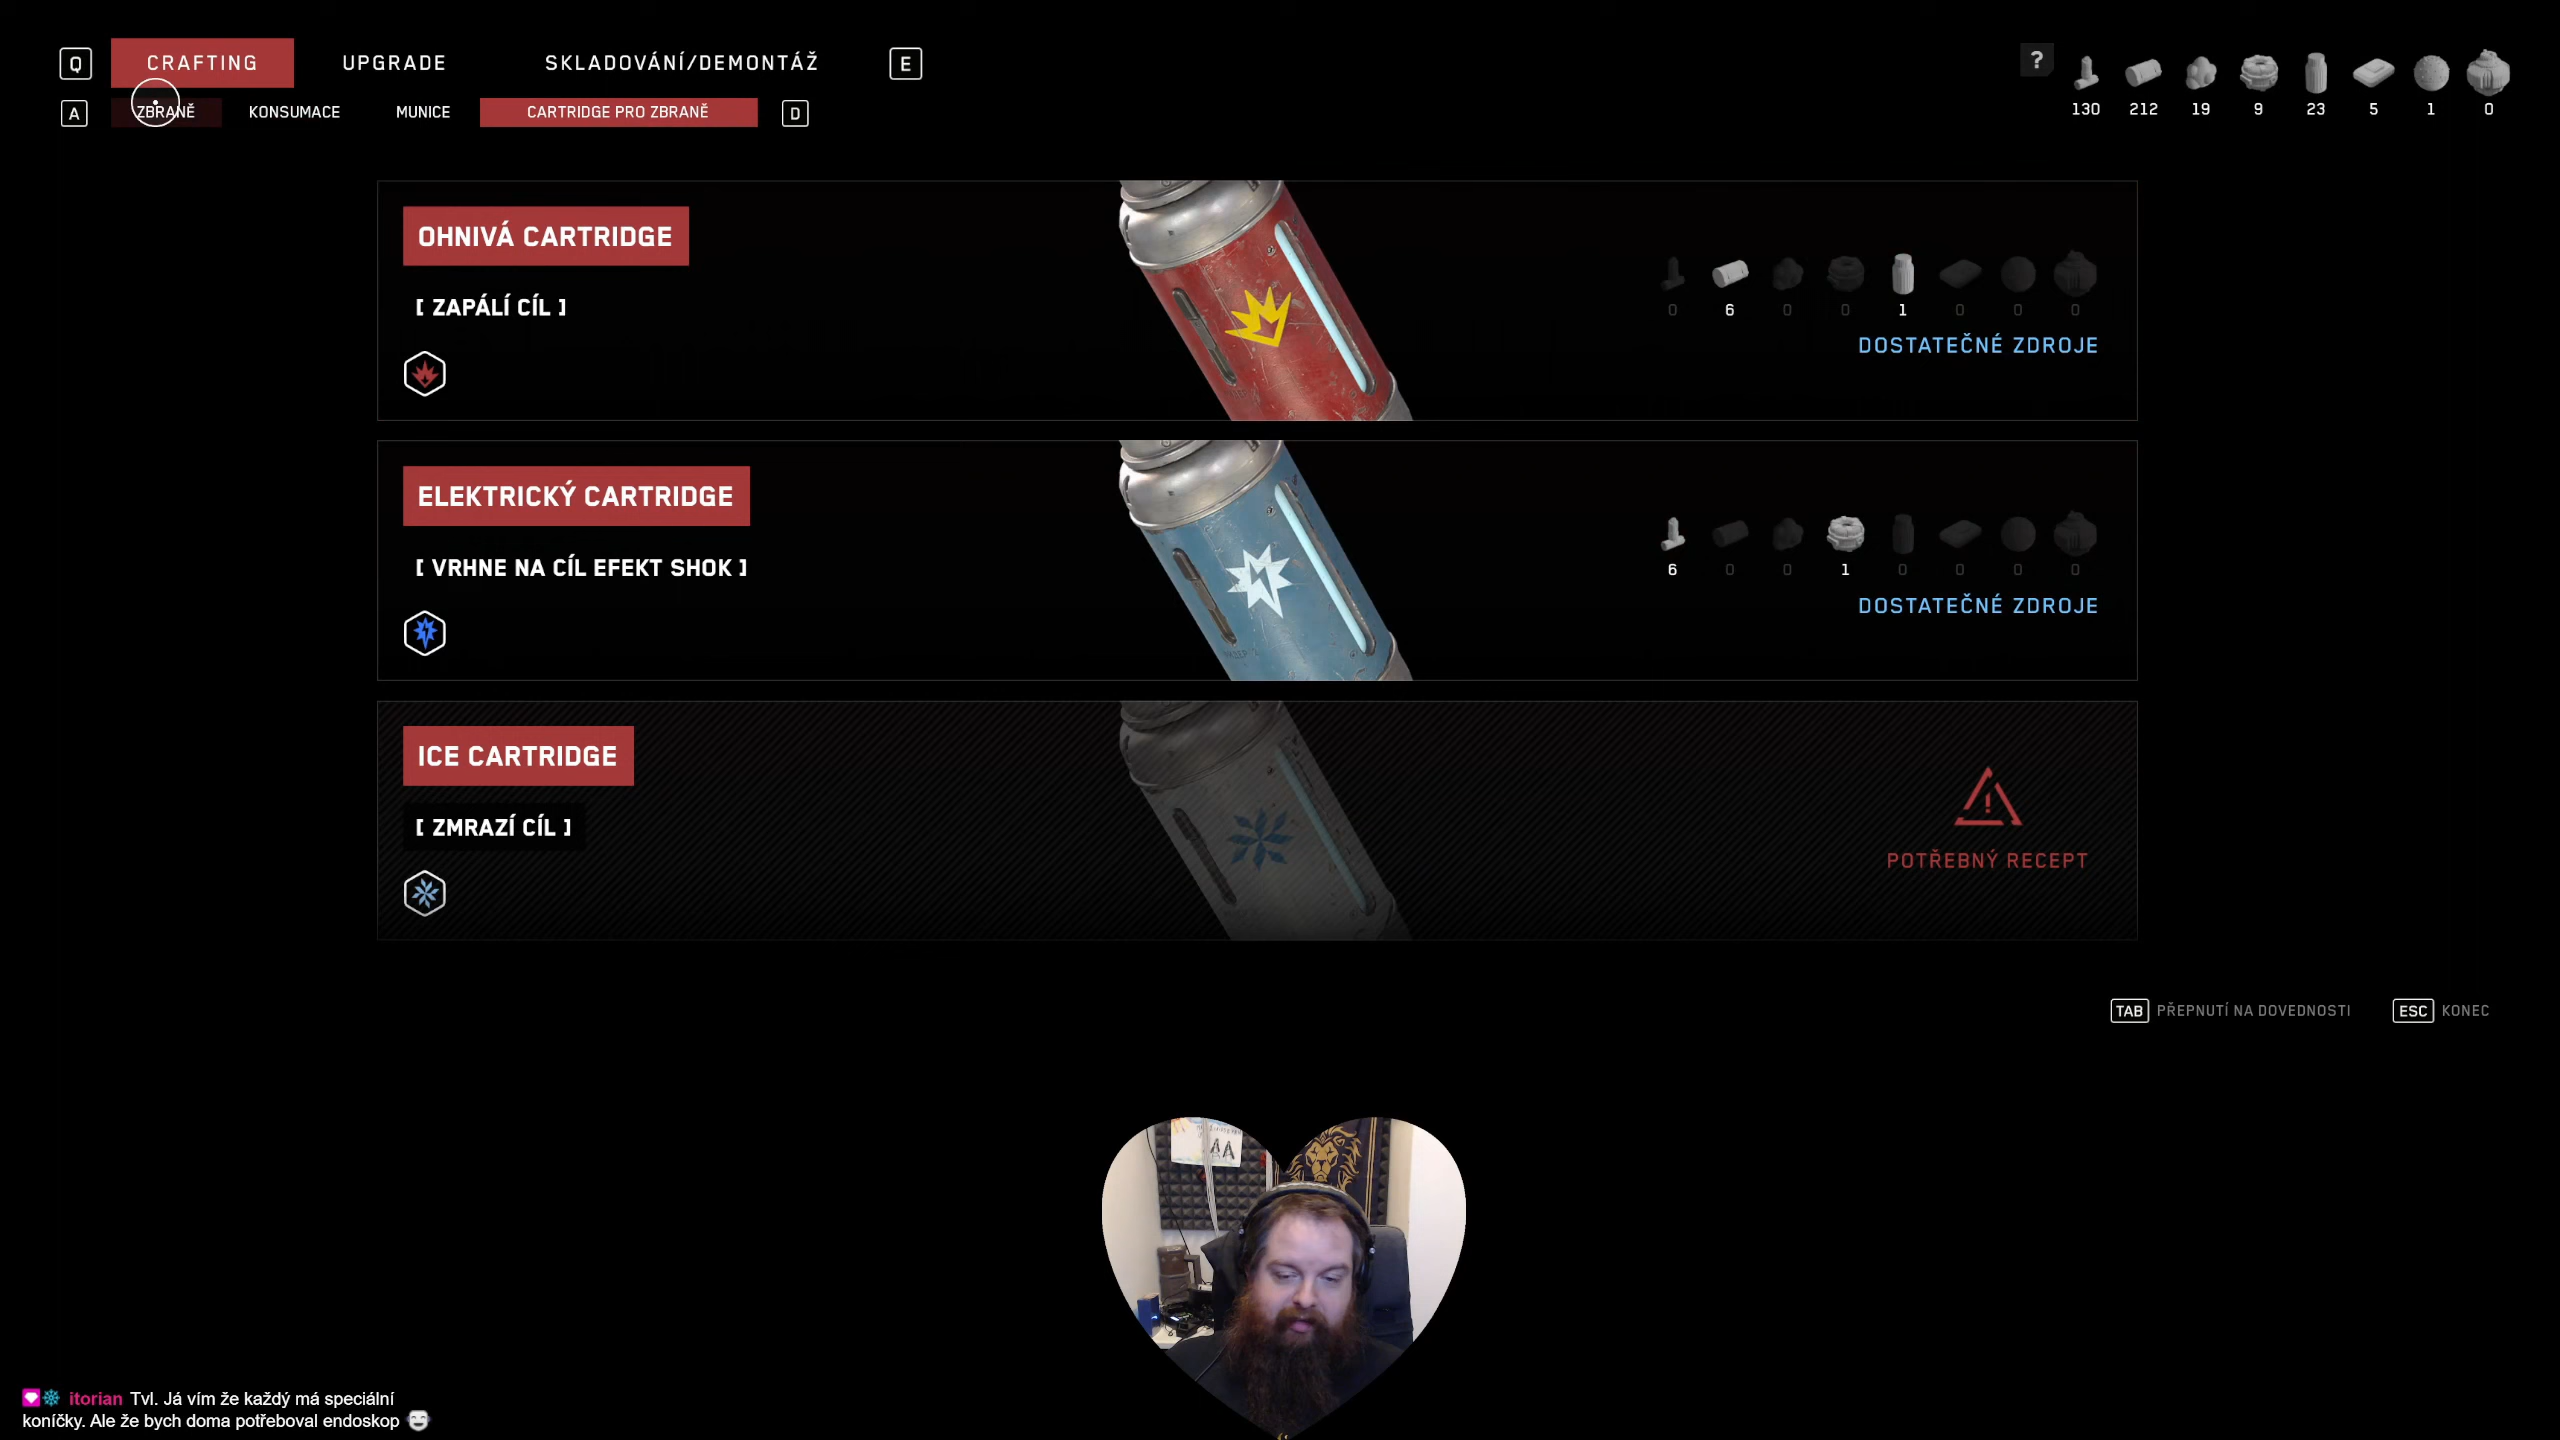 Q CRAFTING UPGRADE SKLADOVÁNÍ/DEMONTÁŽ E ?
A ZBRANĚ KONSUMACE MUNICE CARTRIDGE PRO ZBRANĚ D
130 212 19 9 23 5 1 0
OHNIVÁ CARTRIDGE
[ ZAPÁLÍ CÍL ]
0 6 0 0 1 0 0 0
DOSTATEČNÉ ZDROJE
ELEKTRICKÝ CARTRIDGE
[ VRHNE NA CÍL EFEKT SHOK ]
6 0 0 1 0 0 0 0
DOSTATEČNÉ ZDROJE
ICE CARTRIDGE
[ ZMRAZÍ CÍL ]
POTŘEBNÝ RECEPT
TAB PŘEPNUTÍ NA DOVEDNOSTI ESC KONEC
itorian Tvl. Já vím že každý má speciální
koníčky. Ale že bych doma potřeboval endoskop